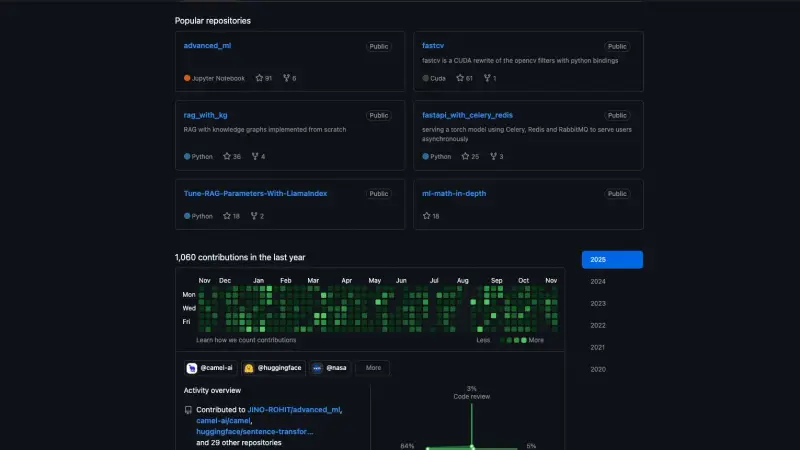 Popular repositories
advanced_ml
Public
Jupyter Notebook 91 6
fastcv
Public
fastcv is a CUDA rewrite of the opencv filters with python bindings
Cuda 61 1
rag_with_kg
Public
RAG with knowledge graphs implemented from scratch
Python 36 4
fastapi_with_celery_redis
Public
serving a torch model using Celery, Redis and RabbitMQ to serve users
asynchronously
Python 25 3
Tune-RAG-Parameters-With-LlamaIndex
Public
Python 18 2
ml-math-in-depth
Public
18
1,060 contributions in the last year
Nov Dec Jan Feb Mar Apr May Jun Jul Aug Sep Oct Nov
Mon
Wed
Fri
Learn how we count contributions
Less More
2025
2024
2023
2022
2021
2020
@camel-ai @huggingface @nasa More
Activity overview
Contributed to JINO-ROHIT/advanced_ml,
camel-ai/camel,
huggingface/sentence-transfor...
and 29 other repositories
3%
Code review
64%
5%